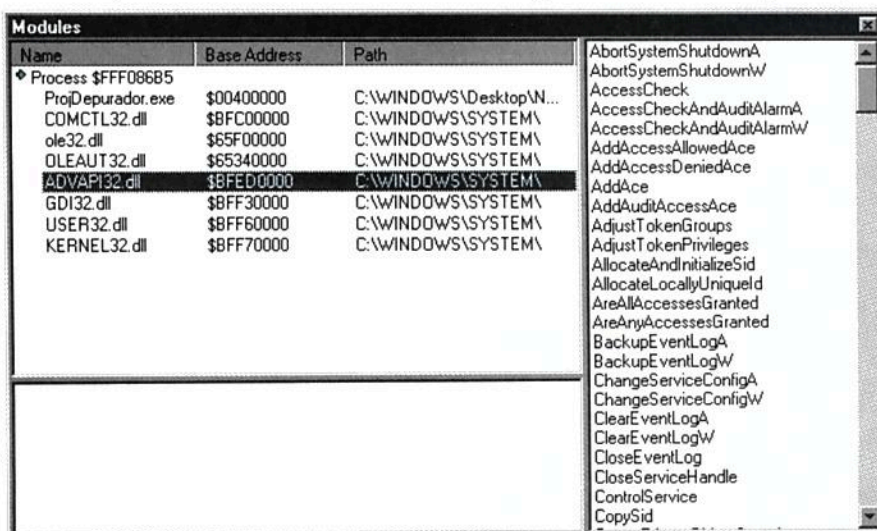 Modules
Name Base Address Path
Process $FFF086B5
ProjDepurador.exe $00400000 C:\WINDOWS\Desktop\N...
COMCTL32.dll $BFC00000 C:\WINDOWS\SYSTEM\
ole32.dll $65F00000 C:\WINDOWS\SYSTEM\
OLEAUT32.dll $65340000 C:\WINDOWS\SYSTEM\
ADVAPI32.dll $BFED0000 C:\WINDOWS\SYSTEM\
GDI32.dll $BFF30000 C:\WINDOWS\SYSTEM\
USER32.dll $BFF60000 C:\WINDOWS\SYSTEM\
KERNEL32.dll $BFF70000 C:\WINDOWS\SYSTEM\
AbortSystemShutdownA
AbortSystemShutdownW
AccessCheck
AccessCheckAndAuditAlarmA
AccessCheckAndAuditAlarmW
AddAccessAllowedAce
AddAccessDeniedAce
AddAce
AddAuditAccessAce
AdjustTokenGroups
AdjustTokenPrivileges
AllocateAndInitializeSid
AllocateLocallyUniqueId
AreAllAccessesGranted
AreAnyAccessesGranted
BackupEventLogA
BackupEventLogW
ChangeServiceConfigA
ChangeServiceConfigW
ClearEventLogA
ClearEventLogW
CloseEventLog
CloseServiceHandle
ControlService
CopySid